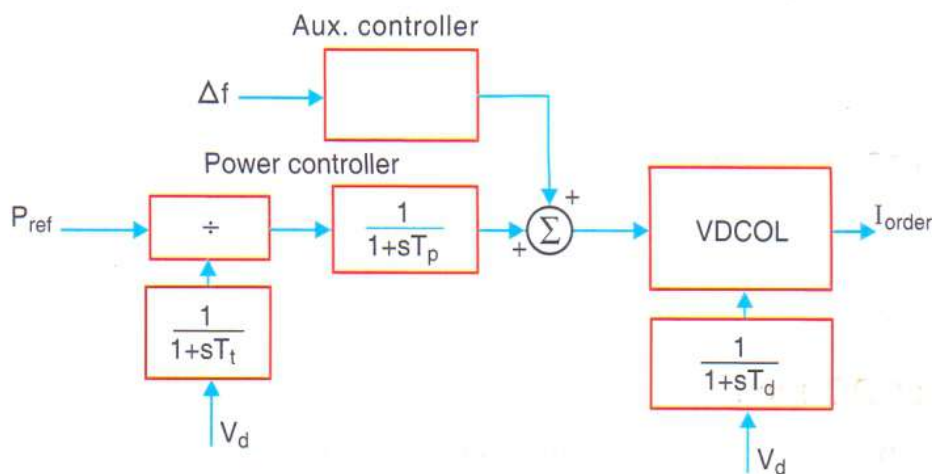 Aux. controller
Δf
Power controller
P_ref
÷
1
1+sT_p
+
+
Σ
VDCOL
I_order
1
1+sT_t
1
1+sT_d
V_d
V_d